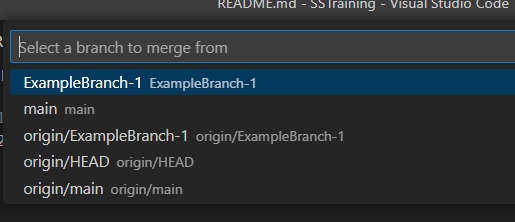 README.md - SSTraining - Visual Studio Code
Select a branch to merge from
ExampleBranch-1 ExampleBranch-1
main main
origin/ExampleBranch-1 origin/ExampleBranch-1
origin/HEAD origin/HEAD
origin/main origin/main